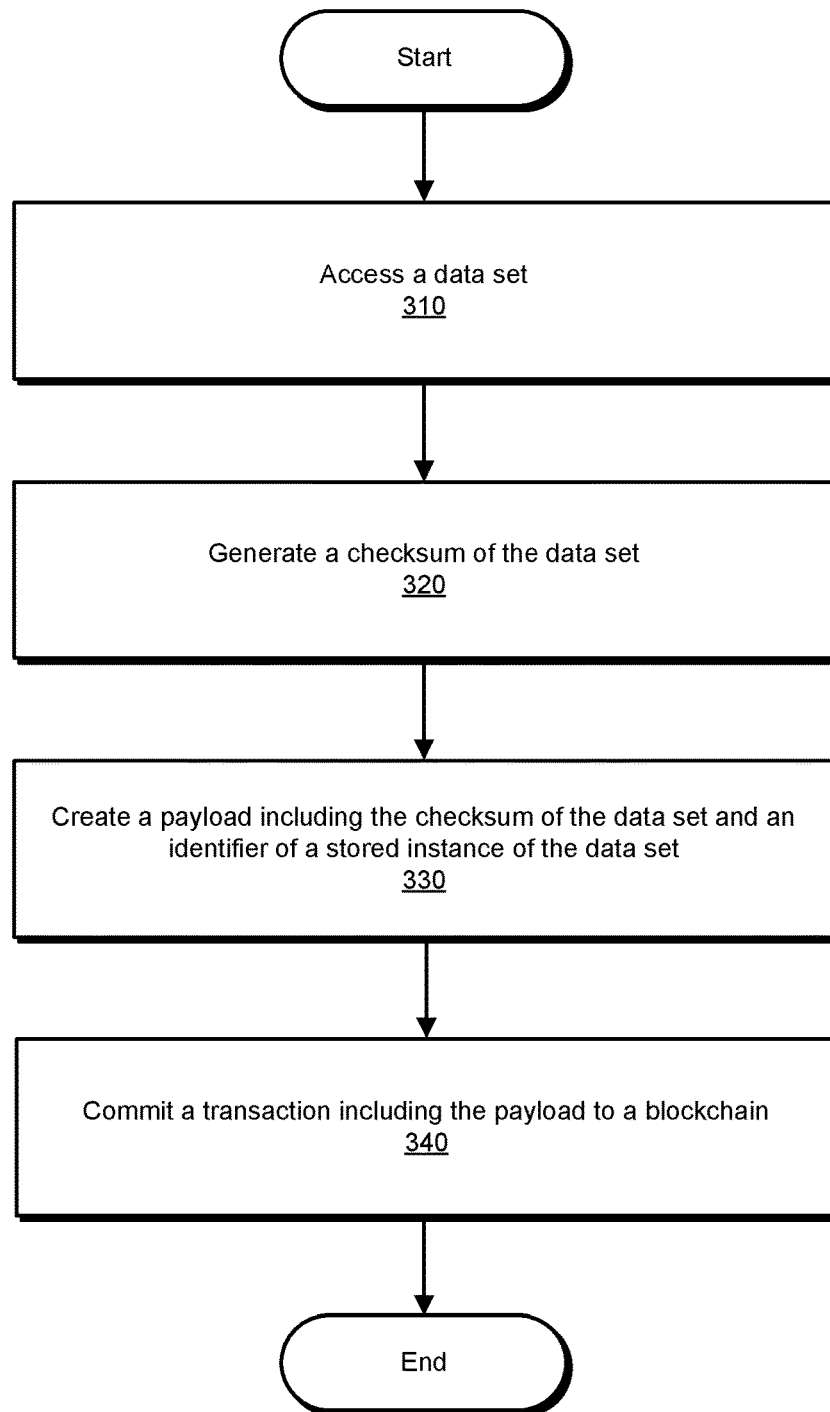 Start
Access a data set
310
Generate a checksum of the data set
320
Create a payload including the checksum of the data set and an
identifier of a stored instance of the data set
330
Commit a transaction including the payload to a blockchain
340
End